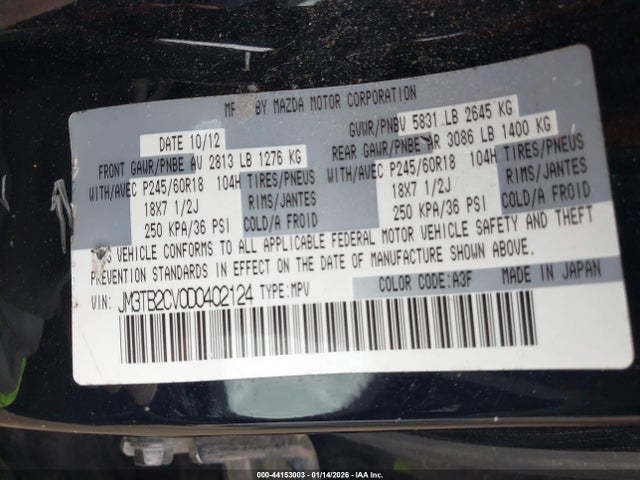 MF BY MAZDA MOTOR CORPORATION
DATE 10/12 GVWR/PNBV 5831 LB 2645 KG
FRONT GAWR/PNBE AV 2813 LB 1276 KG REAR GAWR/PNBE AR 3086 LB 1400 KG
WITH/AVEC P245/60R18 104H TIRES/PNEUS WITH/AVEC P245/60R18 104H TIRES/PNEUS
18X7 1/2J RIMS/JANTES 18X7 1/2J RIMS/JANTES
250 KPA/36 PSI COLD/A FROID 250 KPA/36 PSI COLD/A FROID
VEHICLE CONFORMS TO ALL APPLICABLE FEDERAL MOTOR VEHICLE SAFETY AND THEFT
PREVENTION STANDARDS IN EFFECT ON THE DATE OF MANUFACTURE SHOWN ABOVE.
VIN: JM3TB2CV0D0402124 TYPE: MPV COLOR CODE: A3F MADE IN JAPAN
000-44153003 - 01/14/2026 - © IAA Inc.